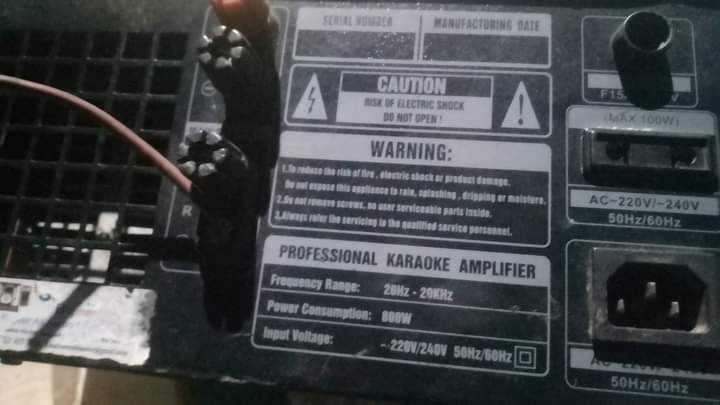 SERIAL NUMBER
MANUFACTURING DATE
CAUTION
RISK OF ELECTRIC SHOCK
DO NOT OPEN !
WARNING:
1.To reduce the risk of fire , electric shock or product damage.
Do not expose this appliance to rain, splashing , dripping or moisture.
2.Do not remove screws, no user serviceable parts inside.
3.Always refer the servicing to the qualified service personnel.
PROFESSIONAL KARAOKE AMPLIFIER
Frequency Range: 20Hz - 20KHz
Power Consumption: 800W
Input Voltage: ~220V/240V 50Hz/60Hz
R
(MAX 100W)
AC~220V/~240V
50Hz/60Hz
50Hz/60Hz